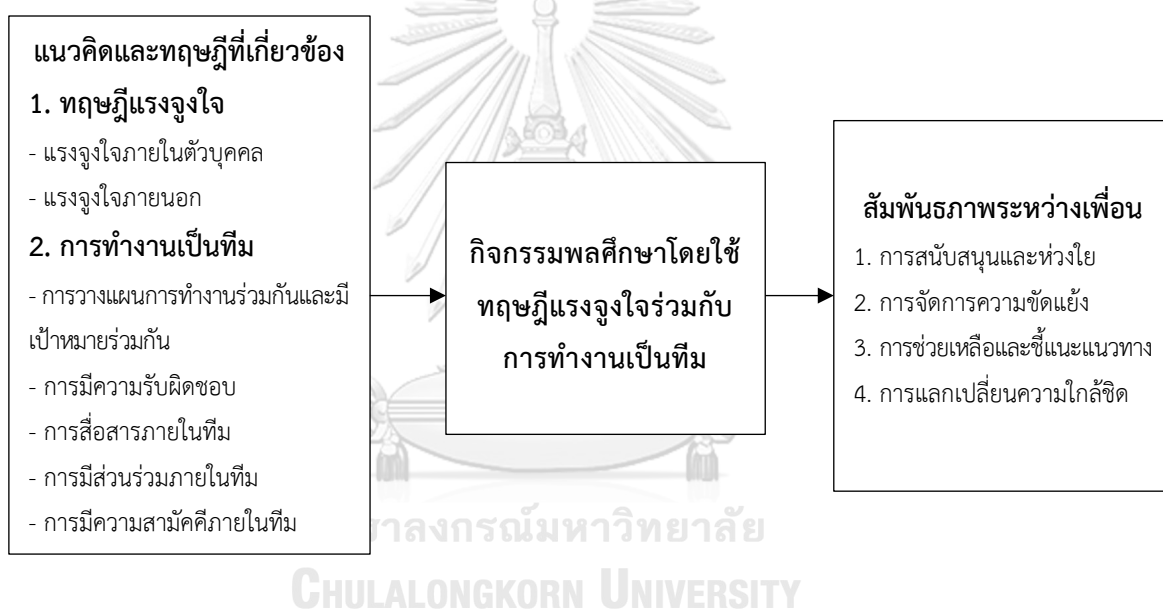 แนวคิดและทฤษฎีที่เกี่ยวข้อง
1. ทฤษฎีแรงจูงใจ
- แรงจูงใจภายในตัวบุคคล
- แรงจูงใจภายนอก
2. การทำงานเป็นทีม
- การวางแผนการทำงานร่วมกันและมี
เป้าหมายร่วมกัน
- การมีความรับผิดชอบ
- การสื่อสารภายในทีม
- การมีส่วนร่วมภายในทีม
- การมีความสามัคคีภายในทีม
กิจกรรมพลศึกษาโดยใช้
ทฤษฎีแรงจูงใจร่วมกับ
การทำงานเป็นทีม
สัมพันธภาพระหว่างเพื่อน
1. การสนับสนุนและห่วงใย
2. การจัดการความขัดแย้ง
3. การช่วยเหลือและชี้แนะแนวทาง
4. การแลกเปลี่ยนความใกล้ชิด
าลงกรณ์มหาวิทยาลัย
CHULALONGKORN UNIVERSITY